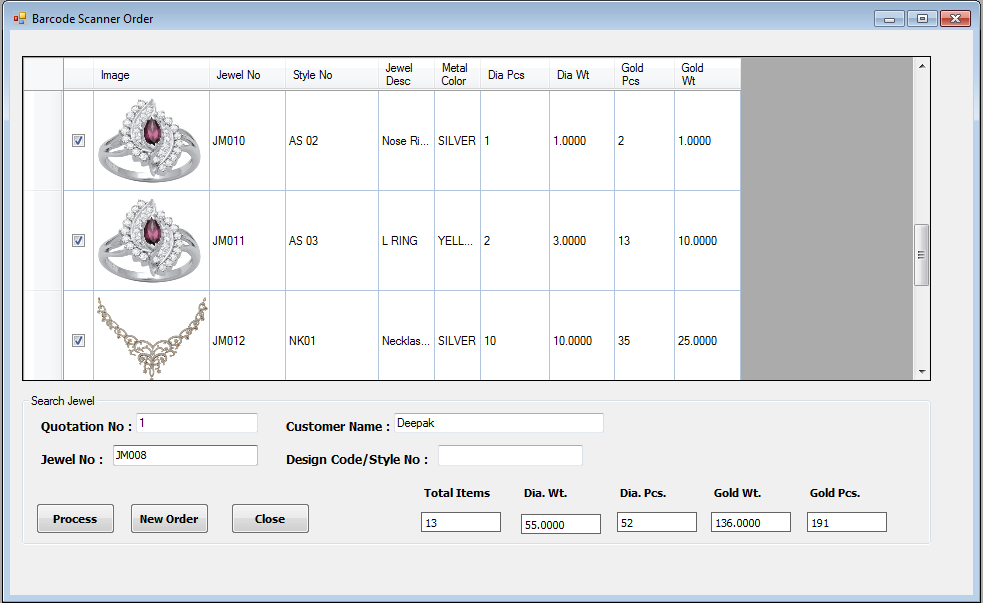 Barcode Scanner Order
Image Jewel No Style No Jewel Desc Metal Color Dia Pcs Dia Wt Gold Pcs Gold Wt
JM010 AS 02 Nose Ri... SILVER 1 1.0000 2 1.0000
JM011 AS 03 L RING YELL... 2 3.0000 13 10.0000
JM012 NK01 Necklas... SILVER 10 10.0000 35 25.0000
Search Jewel
Quotation No : 1 Customer Name : Deepak
Jewel No : JM008 Design Code/Style No :
Total Items Dia. Wt. Dia. Pcs. Gold Wt. Gold Pcs.
Process New Order Close 13 55.0000 52 136.0000 191